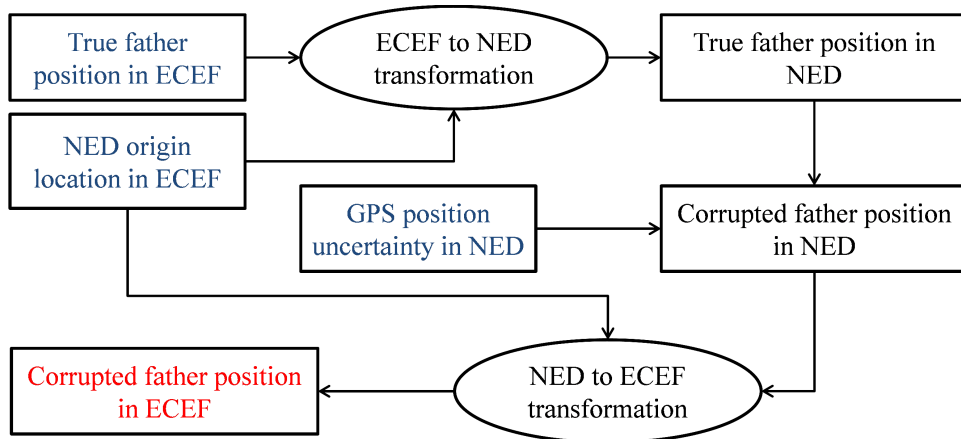 True father
position in ECEF
ECEF to NED
transformation
True father position in
NED
NED origin
location in ECEF
GPS position
uncertainty in NED
Corrupted father position
in NED
Corrupted father position
in ECEF
NED to ECEF
transformation